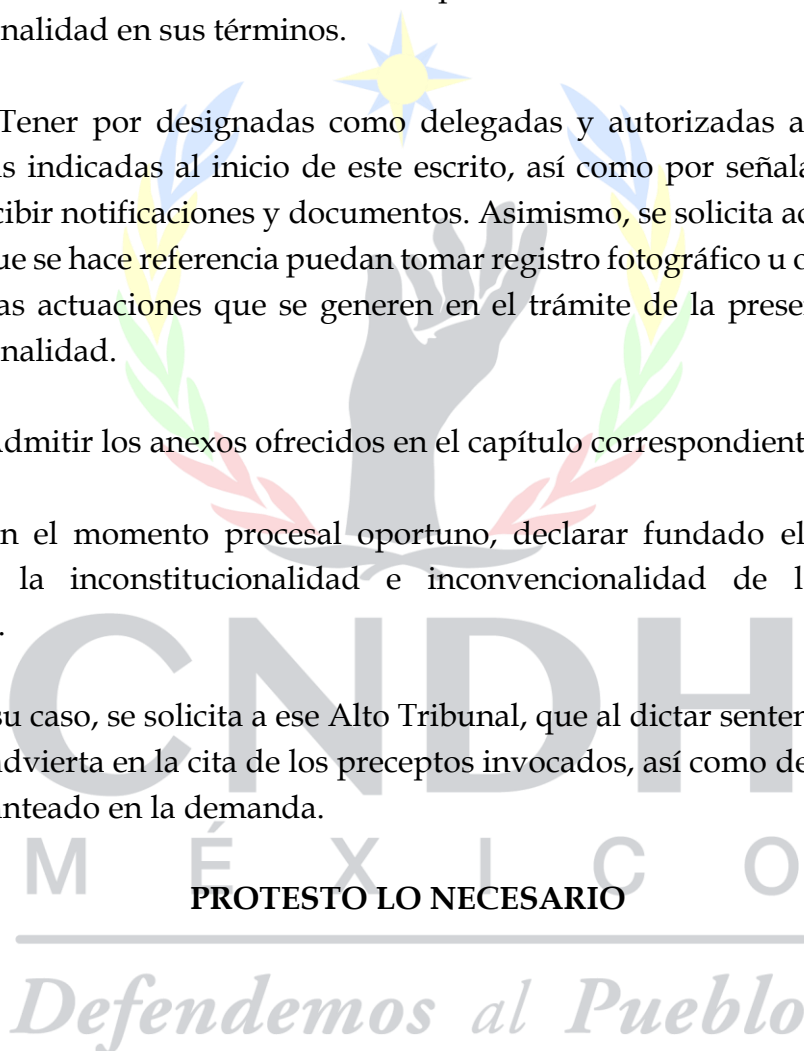 nalidad en sus términos.
Tener por designadas como delegadas y autorizadas a
s indicadas al inicio de este escrito, así como por señala
cibir notificaciones y documentos. Asimismo, se solicita ac
ue se hace referencia puedan tomar registro fotográfico u o
as actuaciones que se generen en el trámite de la prese
nalidad.
Admitir los anexos ofrecidos en el capítulo correspondient
n el momento procesal oportuno, declarar fundado el
la inconstitucionalidad e inconvencionalidad de l
.
su caso, se solicita a ese Alto Tribunal, que al dictar senten
advierta en la cita de los preceptos invocados, así como de
anteado en la demanda.
CNDH
MÉXICO
PROTESTO LO NECESARIO
Defendemos al Pueblo